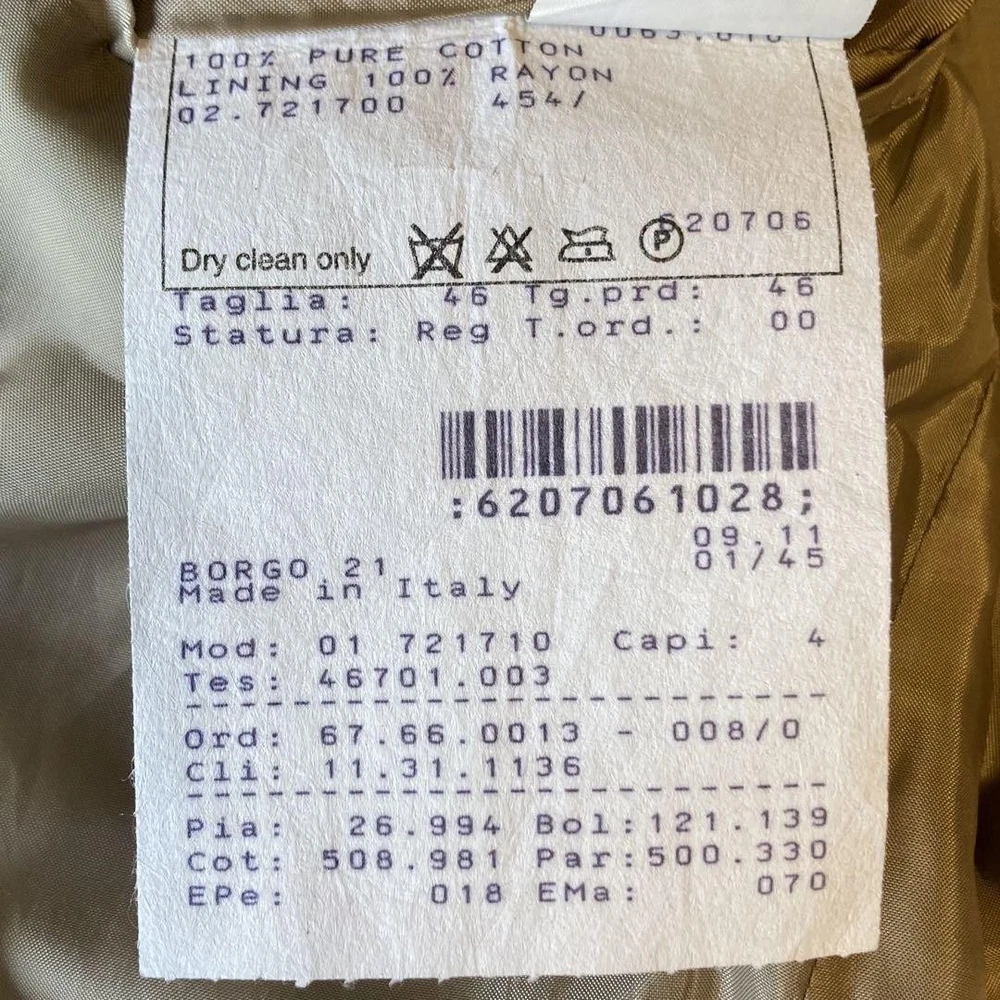 100% PURE COTTON
LINING 100% RAYON
02.721700 454/
620706
Dry clean only P
Taglia: 46 Tg.prd: 46
Statura: Reg T.ord.: 00
:6207061028;
09.11
01/45
BORGO 21
Made in Italy
Mod: 01 721710 Capi: 4
Tes: 46701.003
Ord: 67.66.0013 - 008/0
Cli: 11.31.1136
Pia: 26.994 Bol:121.139
Cot: 508.981 Par:500.330
EPe: 018 EMa: 070